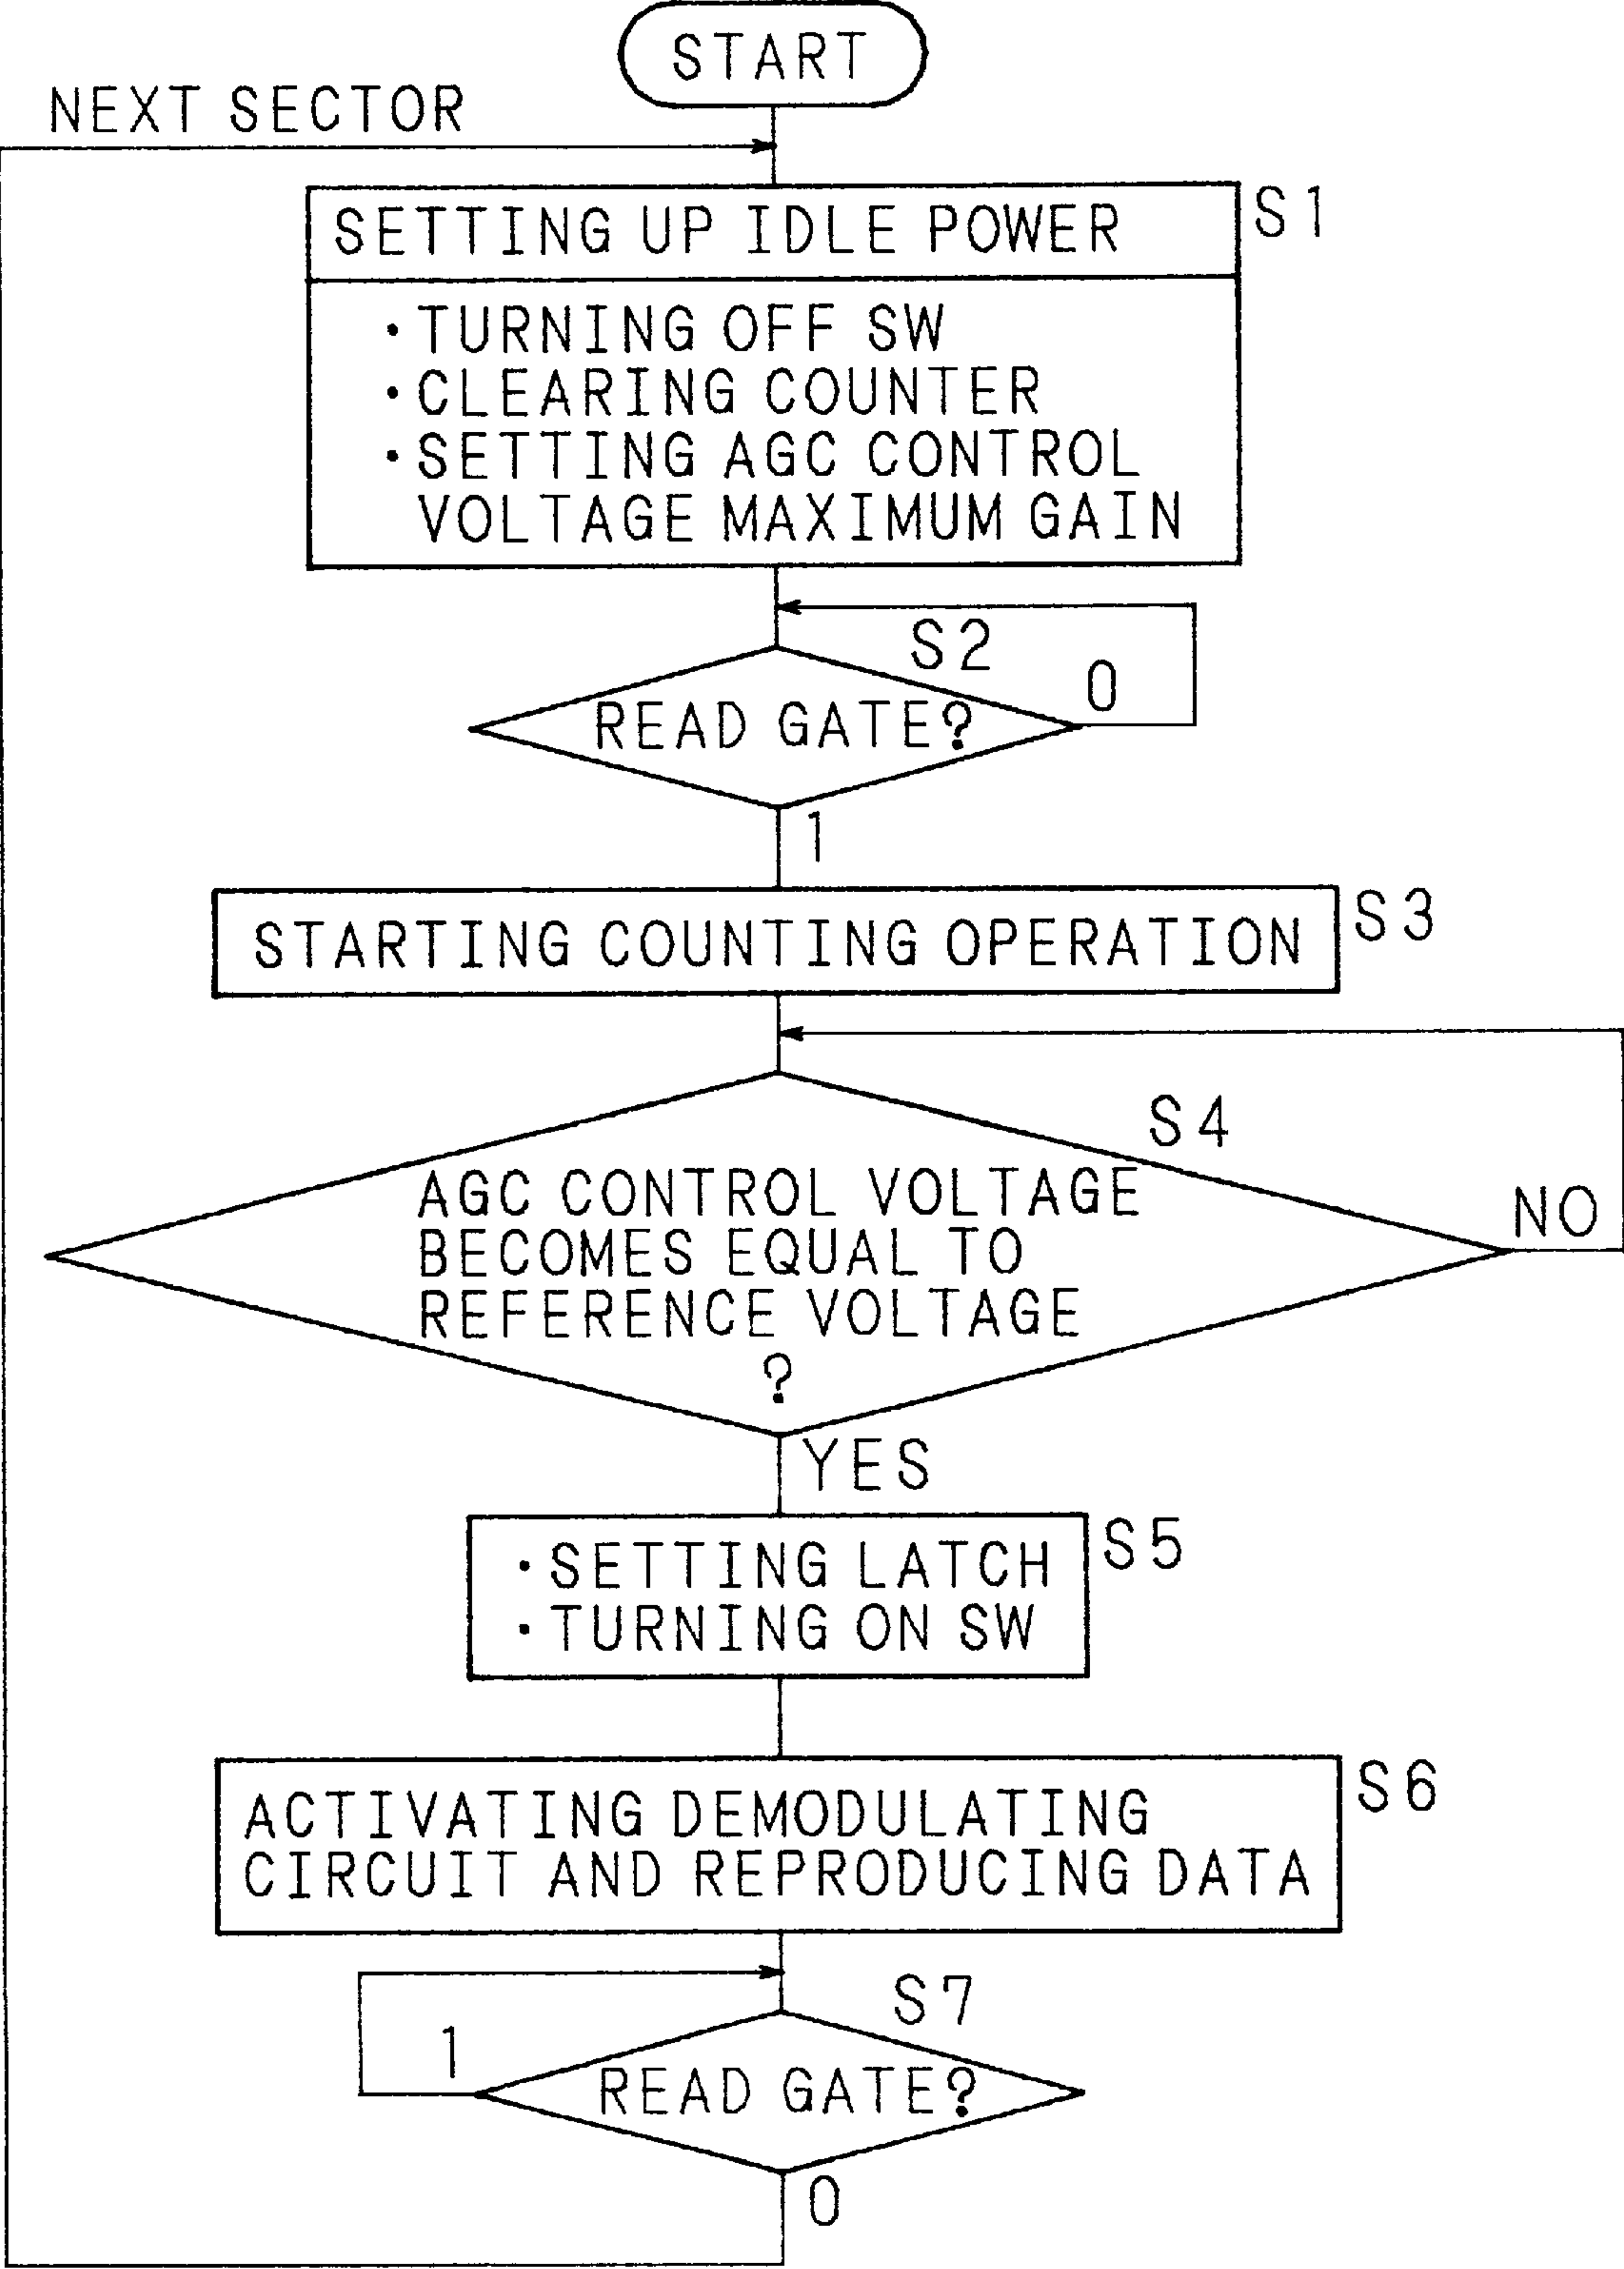 START
NEXT SECTOR
SETTING UP IDLE POWER
S1
・TURNING OFF SW
・CLEARING COUNTER
・SETTING AGC CONTROL
VOLTAGE MAXIMUM GAIN
S2
READ GATE?
0
1
STARTING COUNTING OPERATION
S3
S4
AGC CONTROL VOLTAGE
BECOMES EQUAL TO
REFERENCE VOLTAGE
?
NO
YES
・SETTING LATCH
・TURNING ON SW
S5
ACTIVATING DEMODULATING
CIRCUIT AND REPRODUCING DATA
S6
S7
1
READ GATE?
0